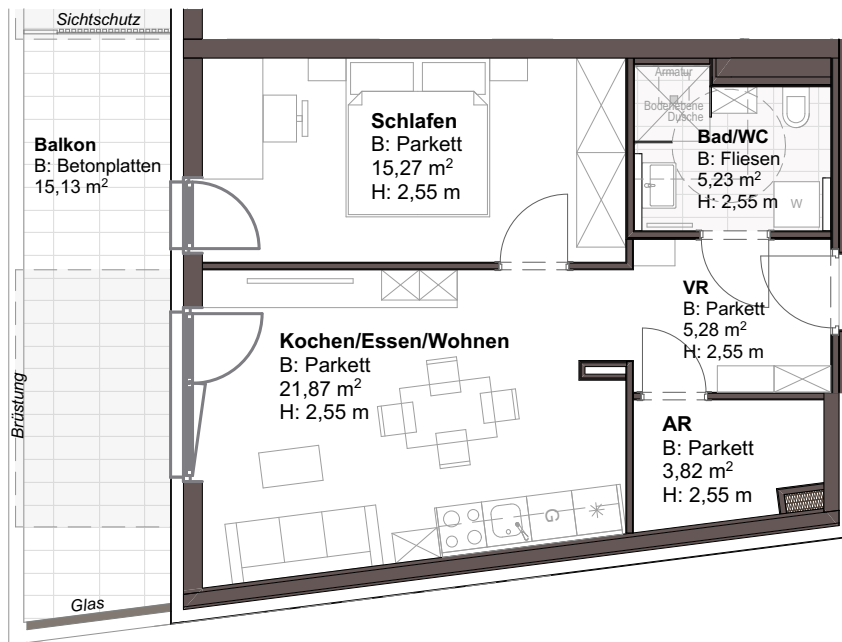 Sichtschutz
Balkon
B: Betonplatten
15,13 m²
Brüstung
Glas
Schlafen
B: Parkett
15,27 m²
H: 2,55 m
Armatur
Bodenebene
Dusche
Bad/WC
B: Fliesen
5,23 m²
H: 2,55 m
W
VR
B: Parkett
5,28 m²
H: 2,55 m
Kochen/Essen/Wohnen
B: Parkett
21,87 m²
H: 2,55 m
G
AR
B: Parkett
3,82 m²
H: 2,55 m